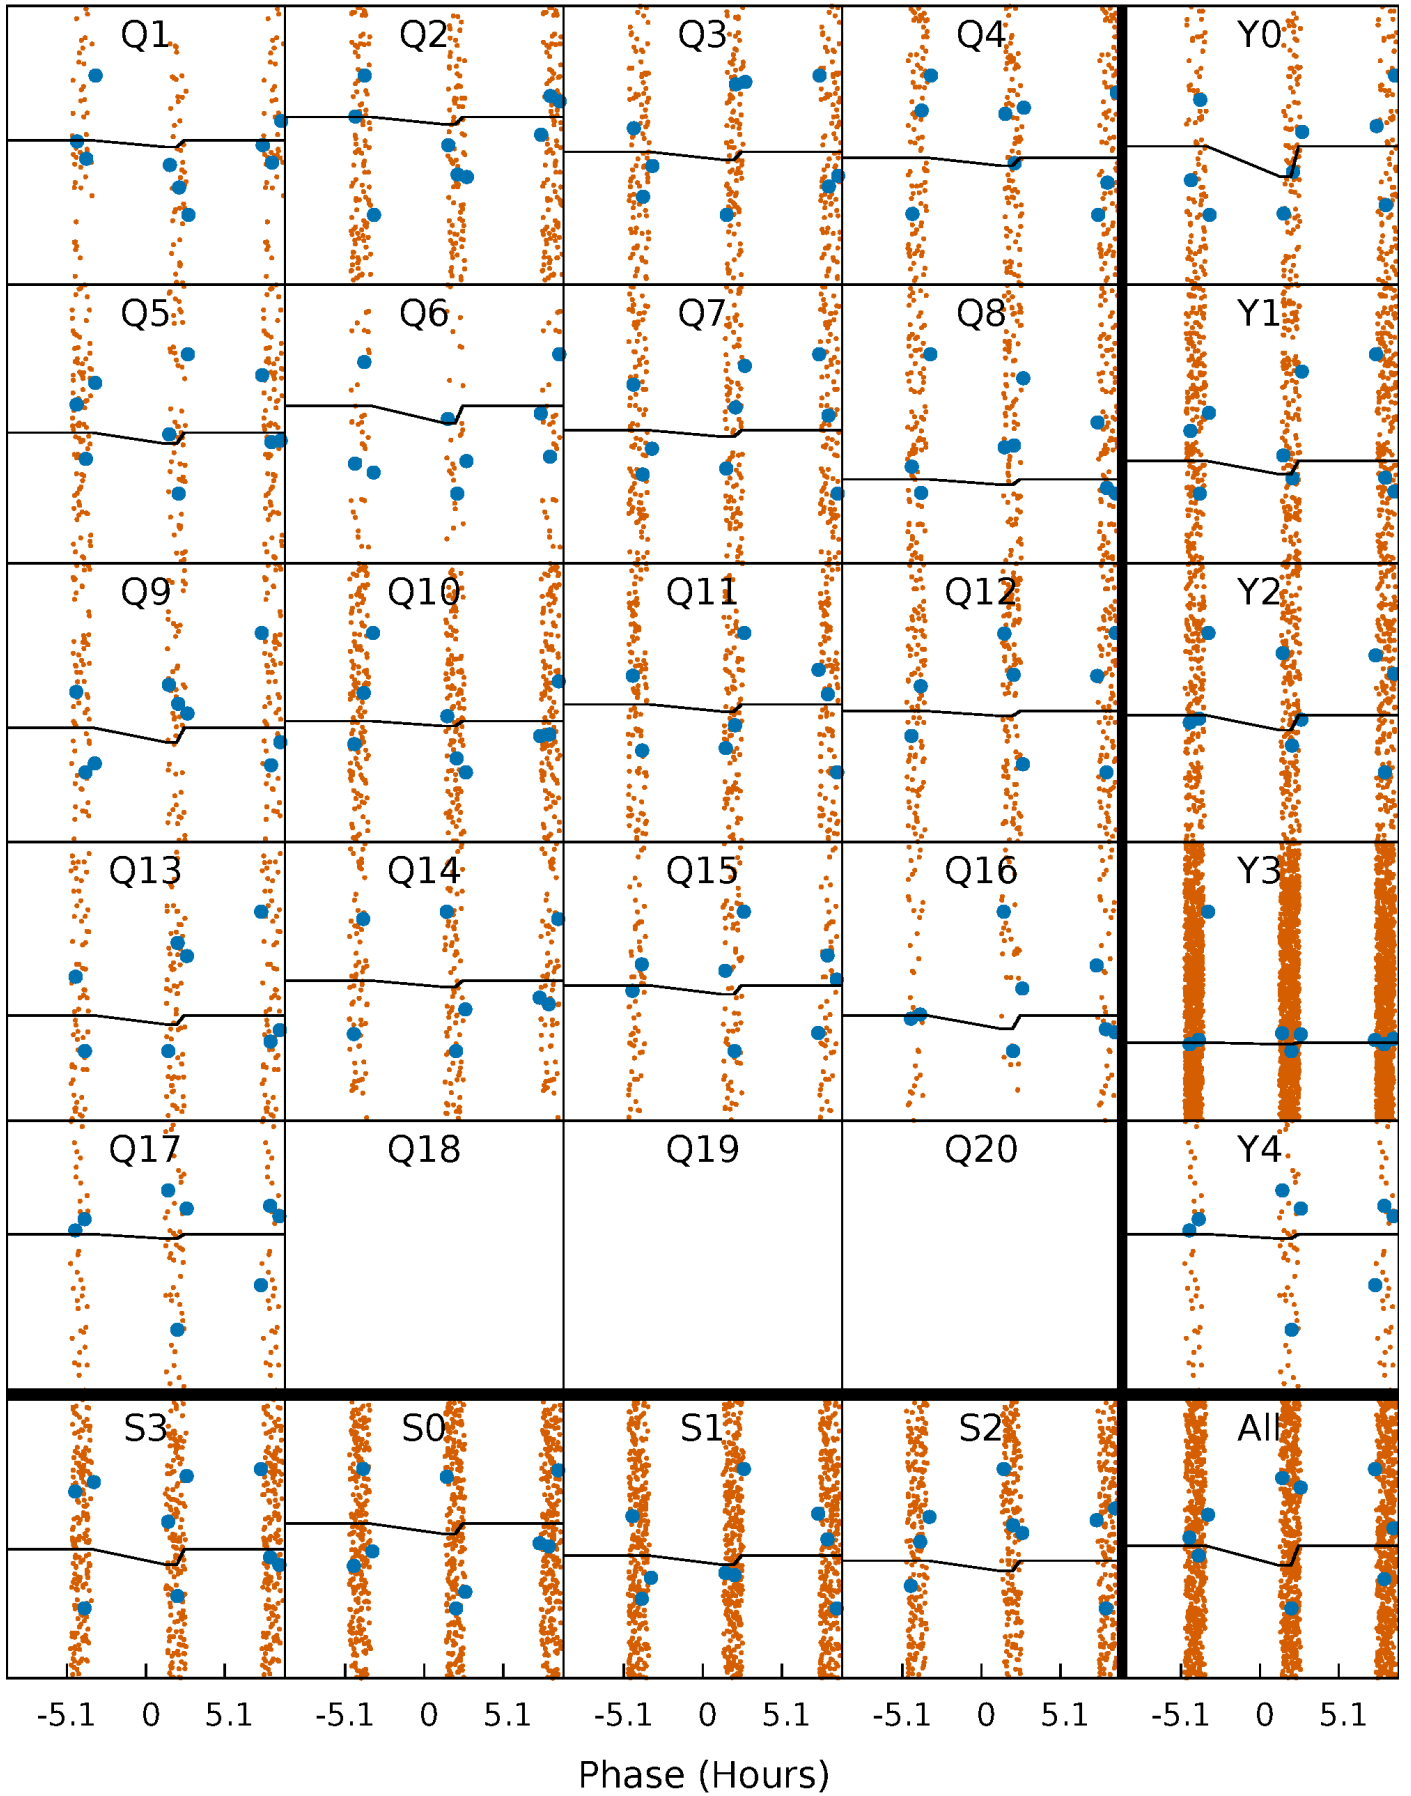 Q1 Q2 Q3 Q4 Y0
Q5 Q6 Q7 Q8 Y1
Q9 Q10 Q11 Q12 Y2
Q13 Q14 Q15 Q16 Y3
Q17 Q18 Q19 Q20 Y4
S3 S0 S1 S2 All
-5.1 0 5.1 -5.1 0 5.1 -5.1 0 5.1 -5.1 0 5.1 -5.1 0 5.1
Phase (Hours)